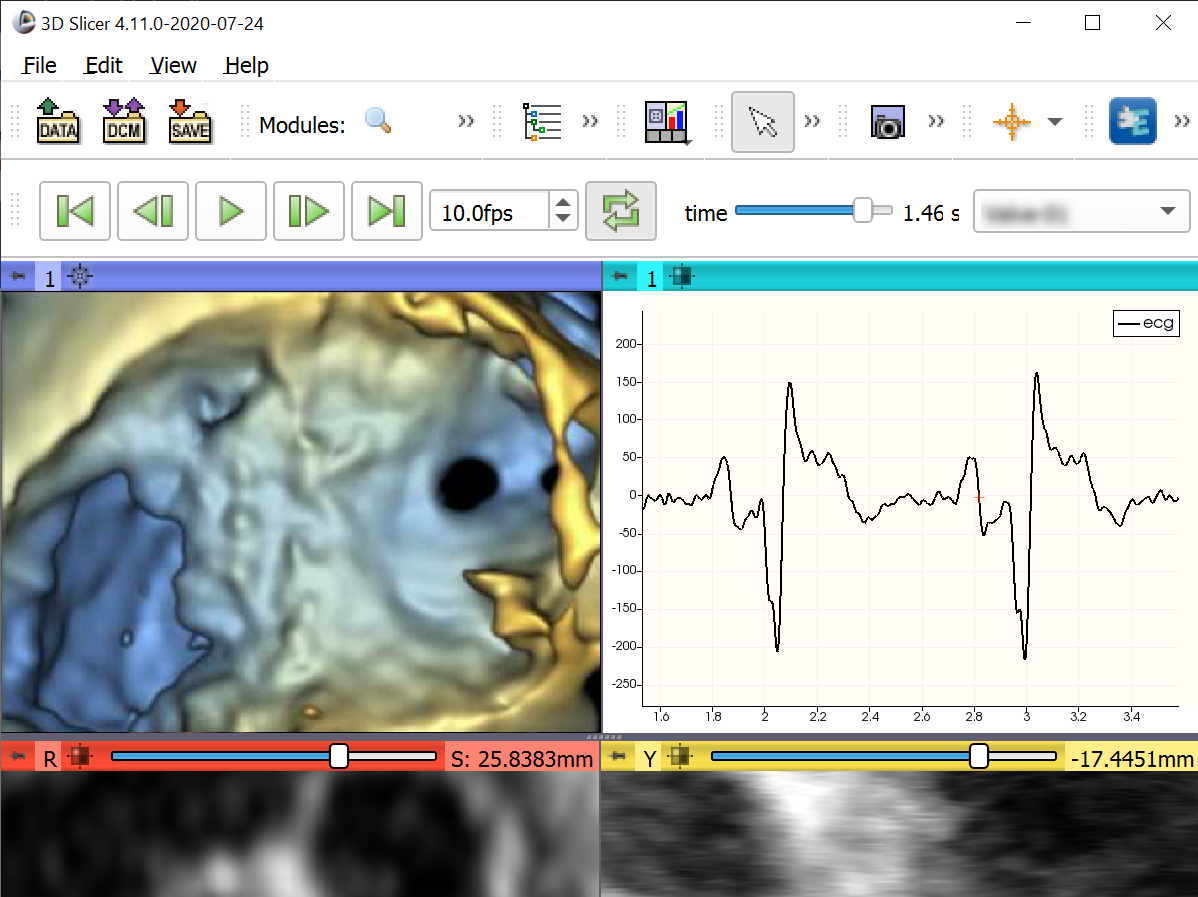 3D Slicer 4.11.0-2020-07-24
File Edit View Help
DATA DCM SAVE Modules:
10.0fps time 1.46 s
1
1
ecg
200
150
100
50
0
-50
-100
-150
-200
-250
1.6 1.8 2 2.2 2.4 2.6 2.8 3 3.2 3.4
R S: 25.8383mm
Y -17.4451mm